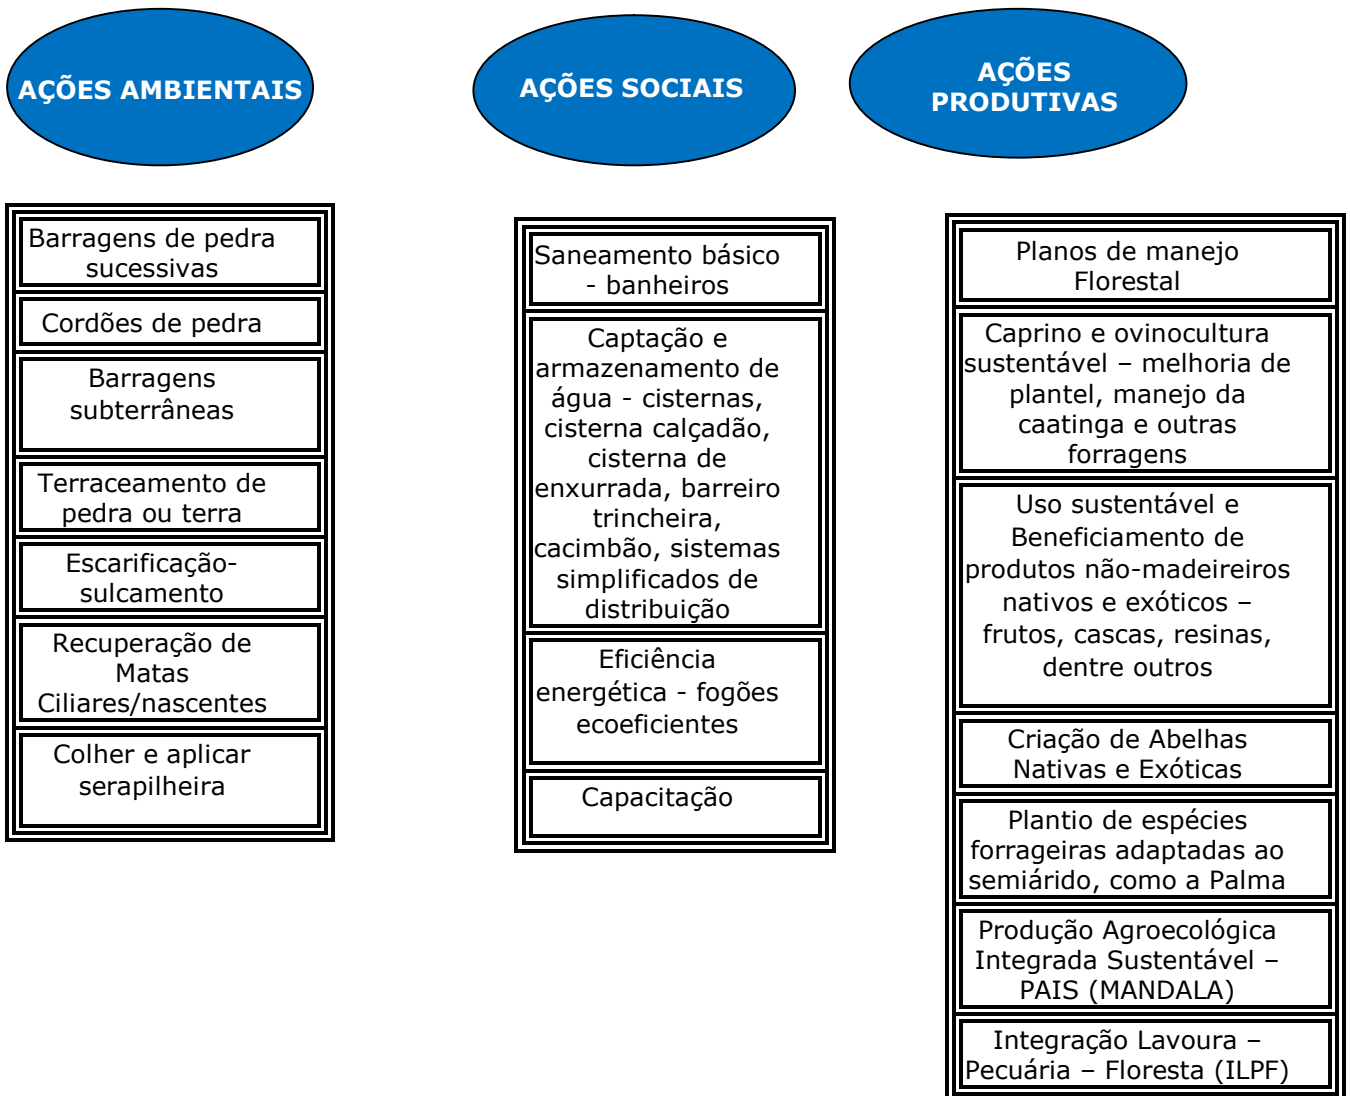 AÇÕES AMBIENTAIS
AÇÕES SOCIAIS
AÇÕES
PRODUTIVAS
Barragens de pedra
sucessivas
Cordões de pedra
Barragens
subterrâneas
Terraceamento de
pedra ou terra
Escarificação-
sulcamento
Recuperação de
Matas
Ciliares/nascentes
Colher e aplicar
serapilheira
Saneamento básico
- banheiros
Captação e
armazenamento de
água - cisternas,
cisterna calçadão,
cisterna de
enxurrada, barreiro
trincheira,
cacimbão, sistemas
simplificados de
distribuição
Eficiência
energética - fogões
ecoeficientes
Capacitação
Planos de manejo
Florestal
Caprino e ovinocultura
sustentável – melhoria de
plantel, manejo da
caatinga e outras
forragens
Uso sustentável e
Beneficiamento de
produtos não-madeireiros
nativos e exóticos –
frutos, cascas, resinas,
dentre outros
Criação de Abelhas
Nativas e Exóticas
Plantio de espécies
forrageiras adaptadas ao
semiárido, como a Palma
Produção Agroecológica
Integrada Sustentável –
PAIS (MANDALA)
Integração Lavoura –
Pecuária – Floresta (ILPF)